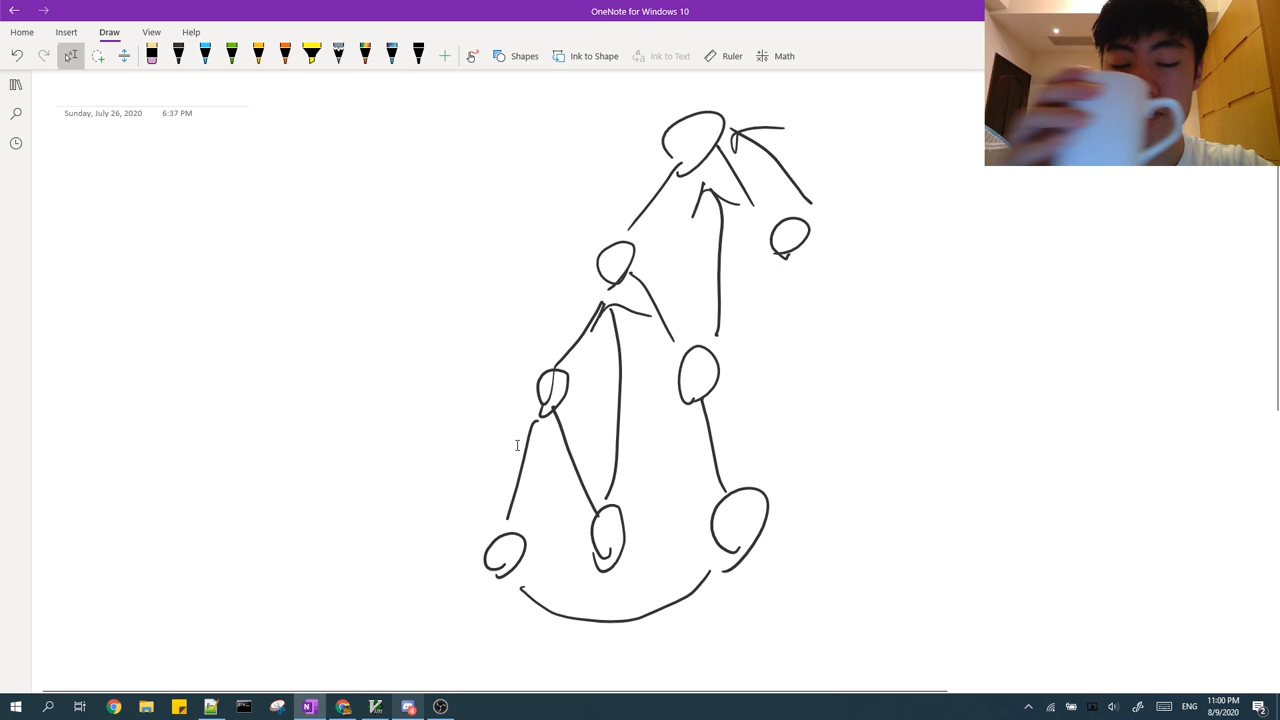 OneNote for Windows 10
Home Insert Draw View Help
Shapes Ink to Shape Ink to Text Ruler Math
Sunday, July 26, 2020 6:37 PM
ENG 11:00 PM
8/9/2020
2